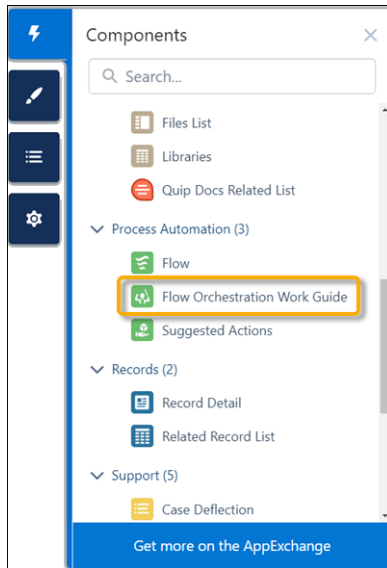 Components
Search...
Files List
Libraries
Quip Docs Related List
Process Automation (3)
Flow
Flow Orchestration Work Guide
Suggested Actions
Records (2)
Record Detail
Related Record List
Support (5)
Case Deflection
Get more on the AppExchange